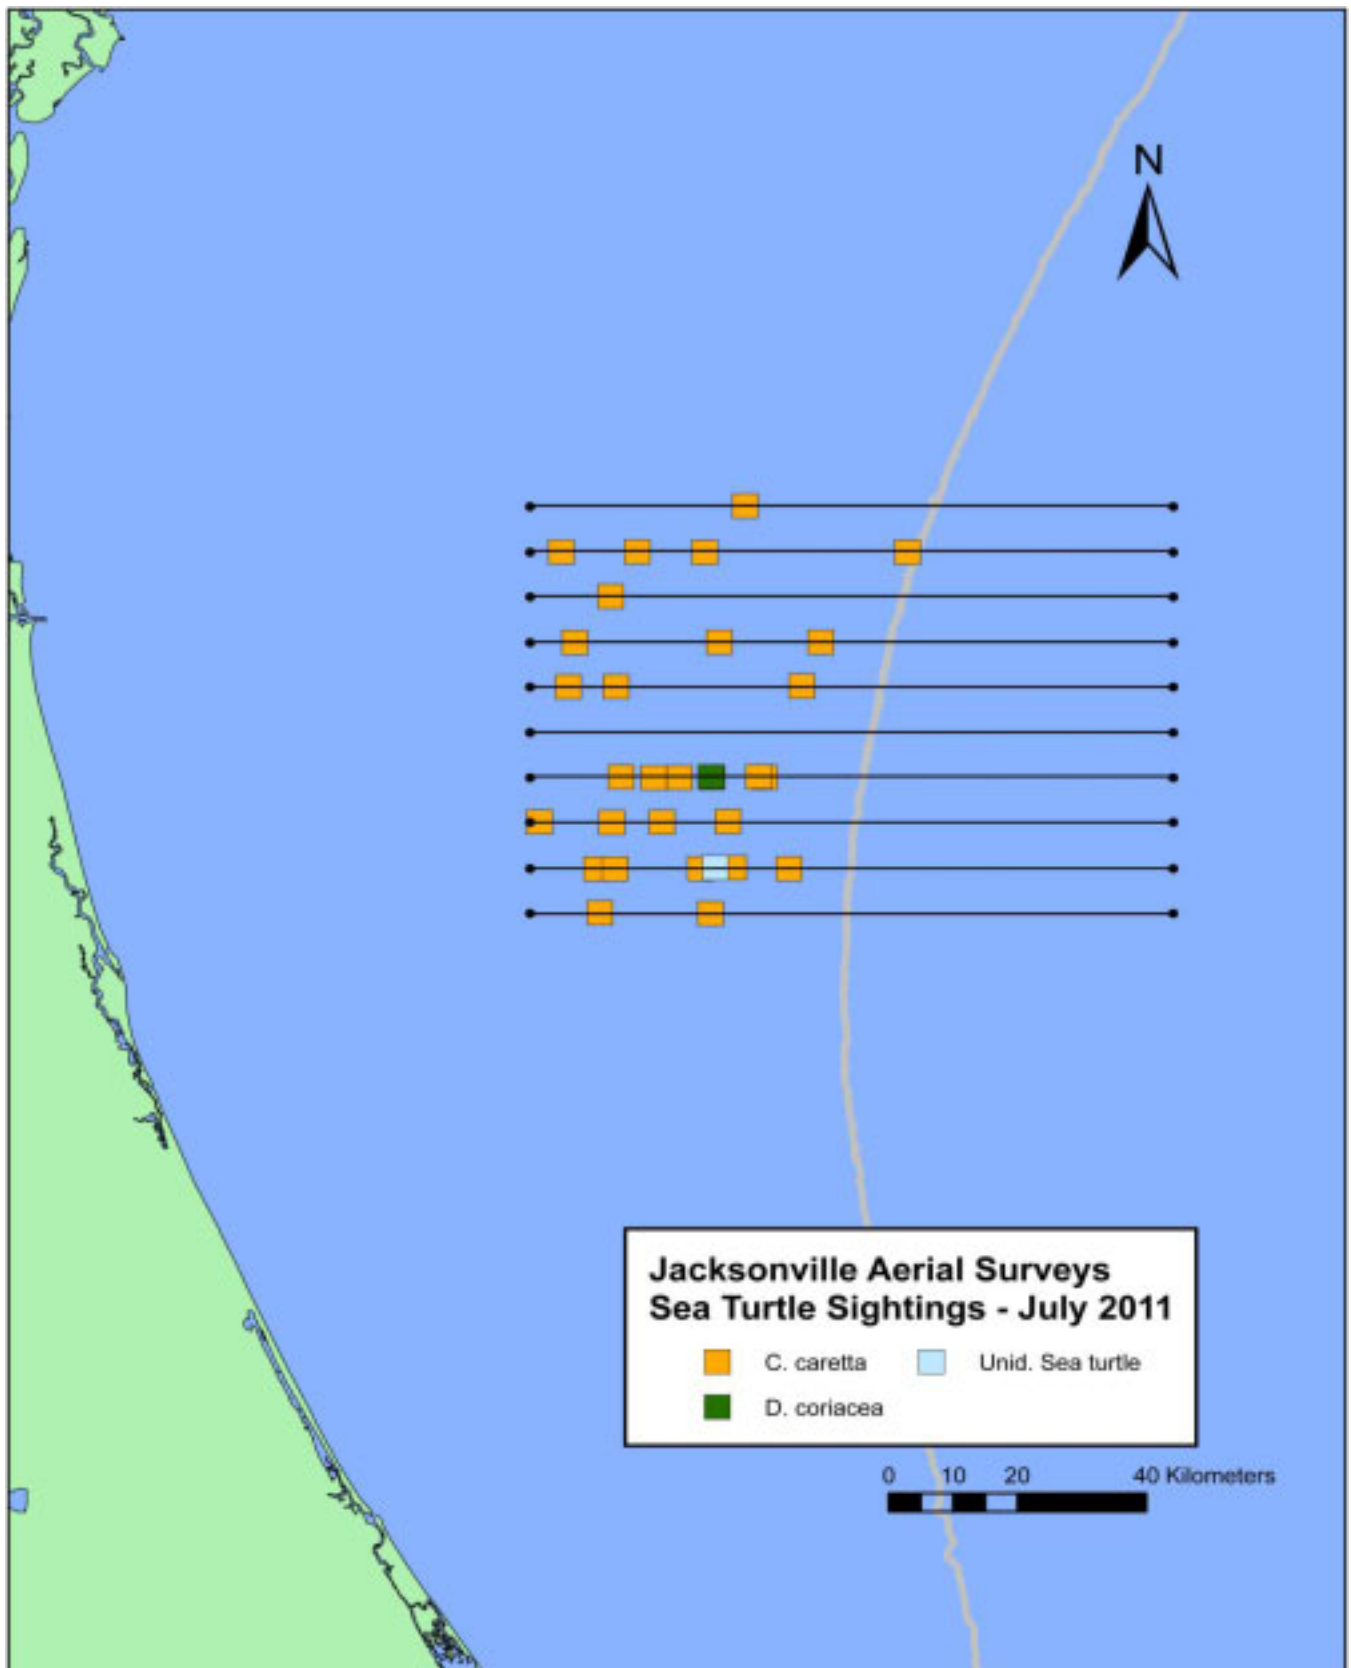 N
Jacksonville Aerial Surveys
Sea Turtle Sightings - July 2011
C. caretta Unid. Sea turtle
D. coriacea
0 10 20 40 Kilometers